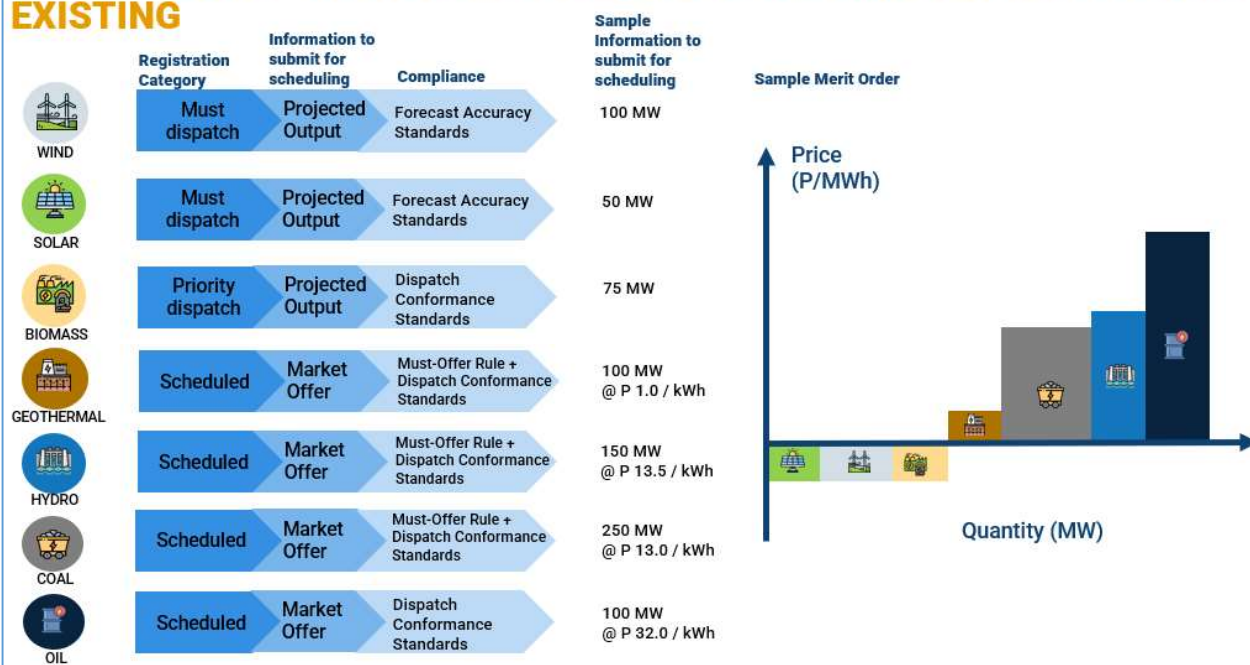 EXISTING
Registration
Category
Information to
submit for
scheduling
Compliance
Sample
Information to
submit for
scheduling
Sample Merit Order
WIND
Must
dispatch
Projected
Output
Forecast Accuracy
Standards
100 MW
SOLAR
Must
dispatch
Projected
Output
Forecast Accuracy
Standards
50 MW
BIOMASS
Priority
dispatch
Projected
Output
Dispatch
Conformance
Standards
75 MW
GEOTHERMAL
Scheduled
Market
Offer
Must-Offer Rule +
Dispatch Conformance
Standards
100 MW
@ P 1.0 / kWh
HYDRO
Scheduled
Market
Offer
Must-Offer Rule +
Dispatch Conformance
Standards
150 MW
@ P 13.5 / kWh
COAL
Scheduled
Market
Offer
Must-Offer Rule +
Dispatch Conformance
Standards
250 MW
@ P 13.0 / kWh
OIL
Scheduled
Market
Offer
Dispatch
Conformance
Standards
100 MW
@ P 32.0 / kWh
Price
(P/MWh)
Quantity (MW)